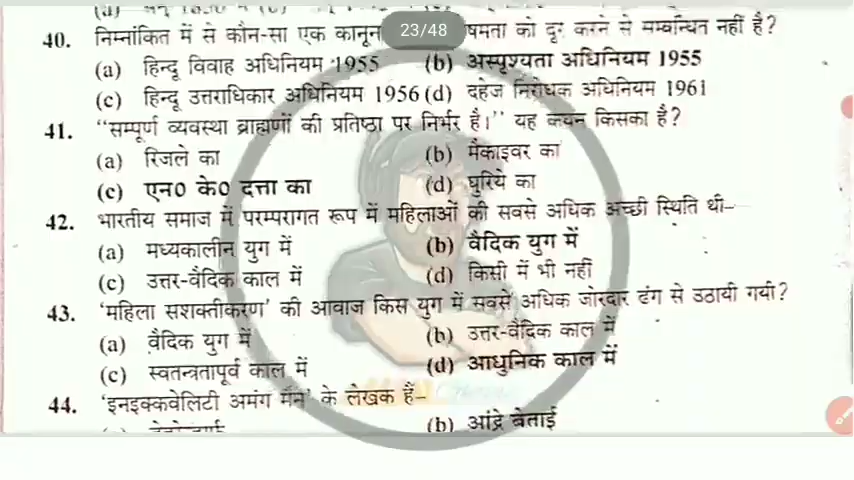 40. निम्नांकित में से कौन-सा एक कानून 23/48 षमता को दूर करने से सम्बन्धित नहीं है?
(a) हिन्दू विवाह अधिनियम 1955 (b) अस्पृश्यता अधिनियम 1955
(c) हिन्दू उत्तराधिकार अधिनियम 1956 (d) दहेज निरोधक अधिनियम 1961
41. “सम्पूर्ण व्यवस्था ब्राह्मणों की प्रतिष्ठा पर निर्भर है।” यह कथन किसका है?
(a) रिजले का (b) मैकाइवर का
(c) एन0 के0 दत्ता का (d) घुरिये का
42. भारतीय समाज में परम्परागत रूप में महिलाओं की सबसे अधिक अच्छी स्थिति थी–
(a) मध्यकालीन युग में (b) वैदिक युग में
(c) उत्तर-वैदिक काल में (d) किसी में भी नहीं
43. ‘महिला सशक्तीकरण’ की आवाज किस युग में सबसे अधिक जोरदार ढंग से उठायी गयी?
(a) वैदिक युग में (b) उत्तर-वैदिक काल में
(c) स्वतन्त्रतापूर्व काल में (d) आधुनिक काल में
44. ‘इनइक्कवेलिटी अमंग मैन’ के लेखक हैं–
(b) आंद्रे बेताई